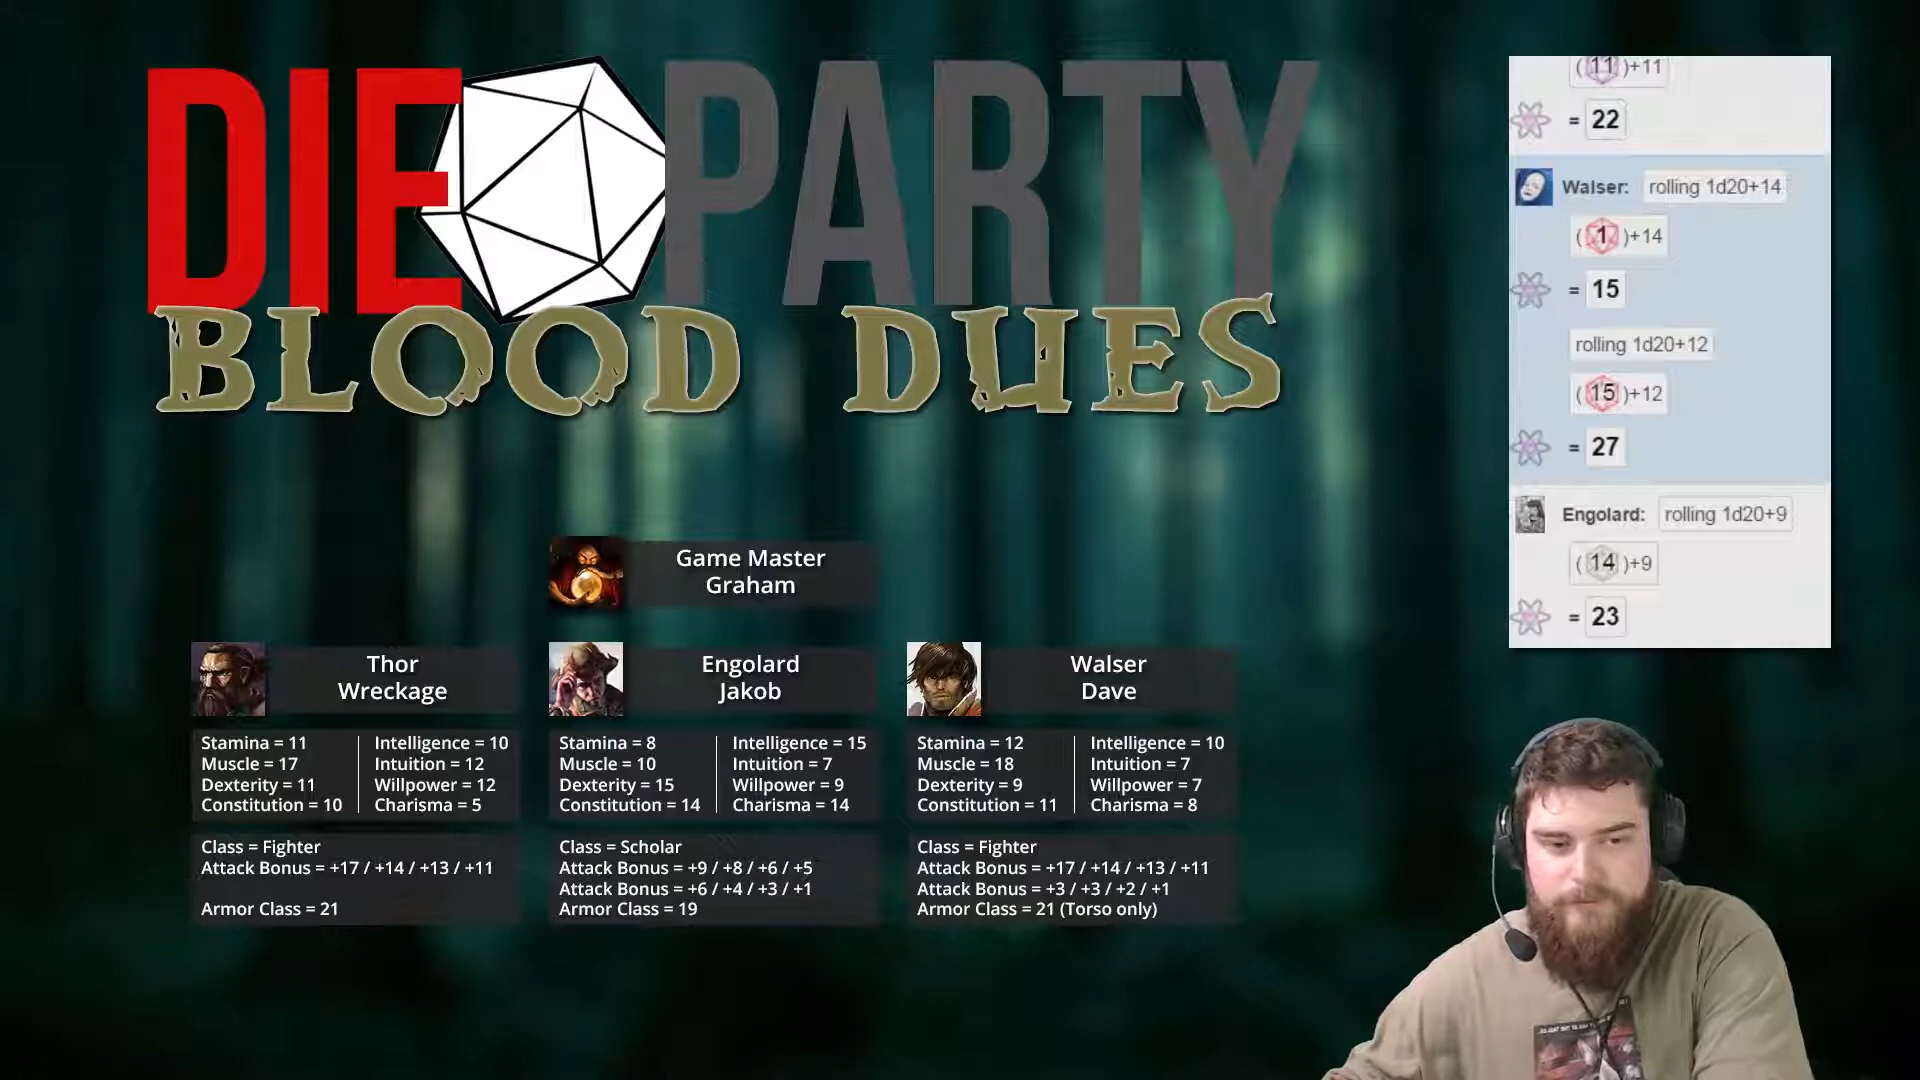 DIE PARTY
BLOOD DUES
Game Master
Graham
Thor
Wreckage
Stamina = 11
Muscle = 17
Dexterity = 11
Constitution = 10
Intelligence = 10
Intuition = 12
Willpower = 12
Charisma = 5
Class = Fighter
Attack Bonus = +17 / +14 / +13 / +11
Armor Class = 21
Engolard
Jakob
Stamina = 8
Muscle = 10
Dexterity = 15
Constitution = 14
Intelligence = 15
Intuition = 7
Willpower = 9
Charisma = 14
Class = Scholar
Attack Bonus = +9 / +8 / +6 / +5
Attack Bonus = +6 / +4 / +3 / +1
Armor Class = 19
Walser
Dave
Stamina = 12
Muscle = 18
Dexterity = 9
Constitution = 11
Intelligence = 10
Intuition = 7
Willpower = 7
Charisma = 8
Class = Fighter
Attack Bonus = +17 / +14 / +13 / +11
Attack Bonus = +3 / +3 / +2 / +1
Armor Class = 21 (Torso only)
(11)+11
= 22
Walser: rolling 1d20+14
(1)+14
= 15
rolling 1d20+12
(15)+12
= 27
Engolard: rolling 1d20+9
(14)+9
= 23